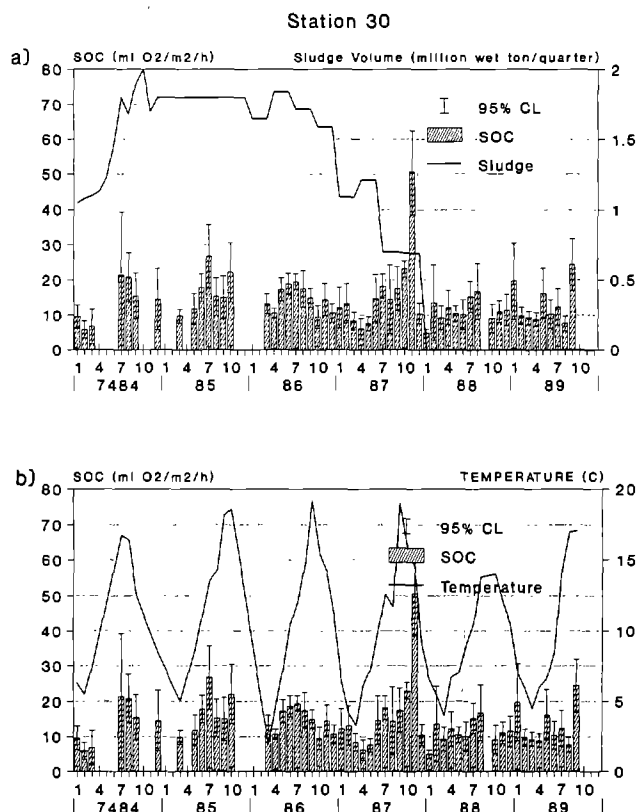 Station 30
a)
SOC (ml O2/m2/h) Sludge Volume (million wet ton/quarter)
80 2
70
60 1.5
50
40 1
30
20 0.5
10
0 0
95% CL
SOC
Sludge
1 4 7 10 1 4 7 10 1 4 7 10 1 4 7 10 1 4 7 10 1 4 7 10
7484 85 86 87 88 89
b)
SOC (ml O2/m2/h) TEMPERATURE (C)
80 20
70
60 15
50
40 10
30
20 5
10
0 0
95% CL
SOC
Temperature
1 4 7 10 1 4 7 10 1 4 7 10 1 4 7 10 1 4 7 10 1 4 7 10
7484 85 86 87 88 89